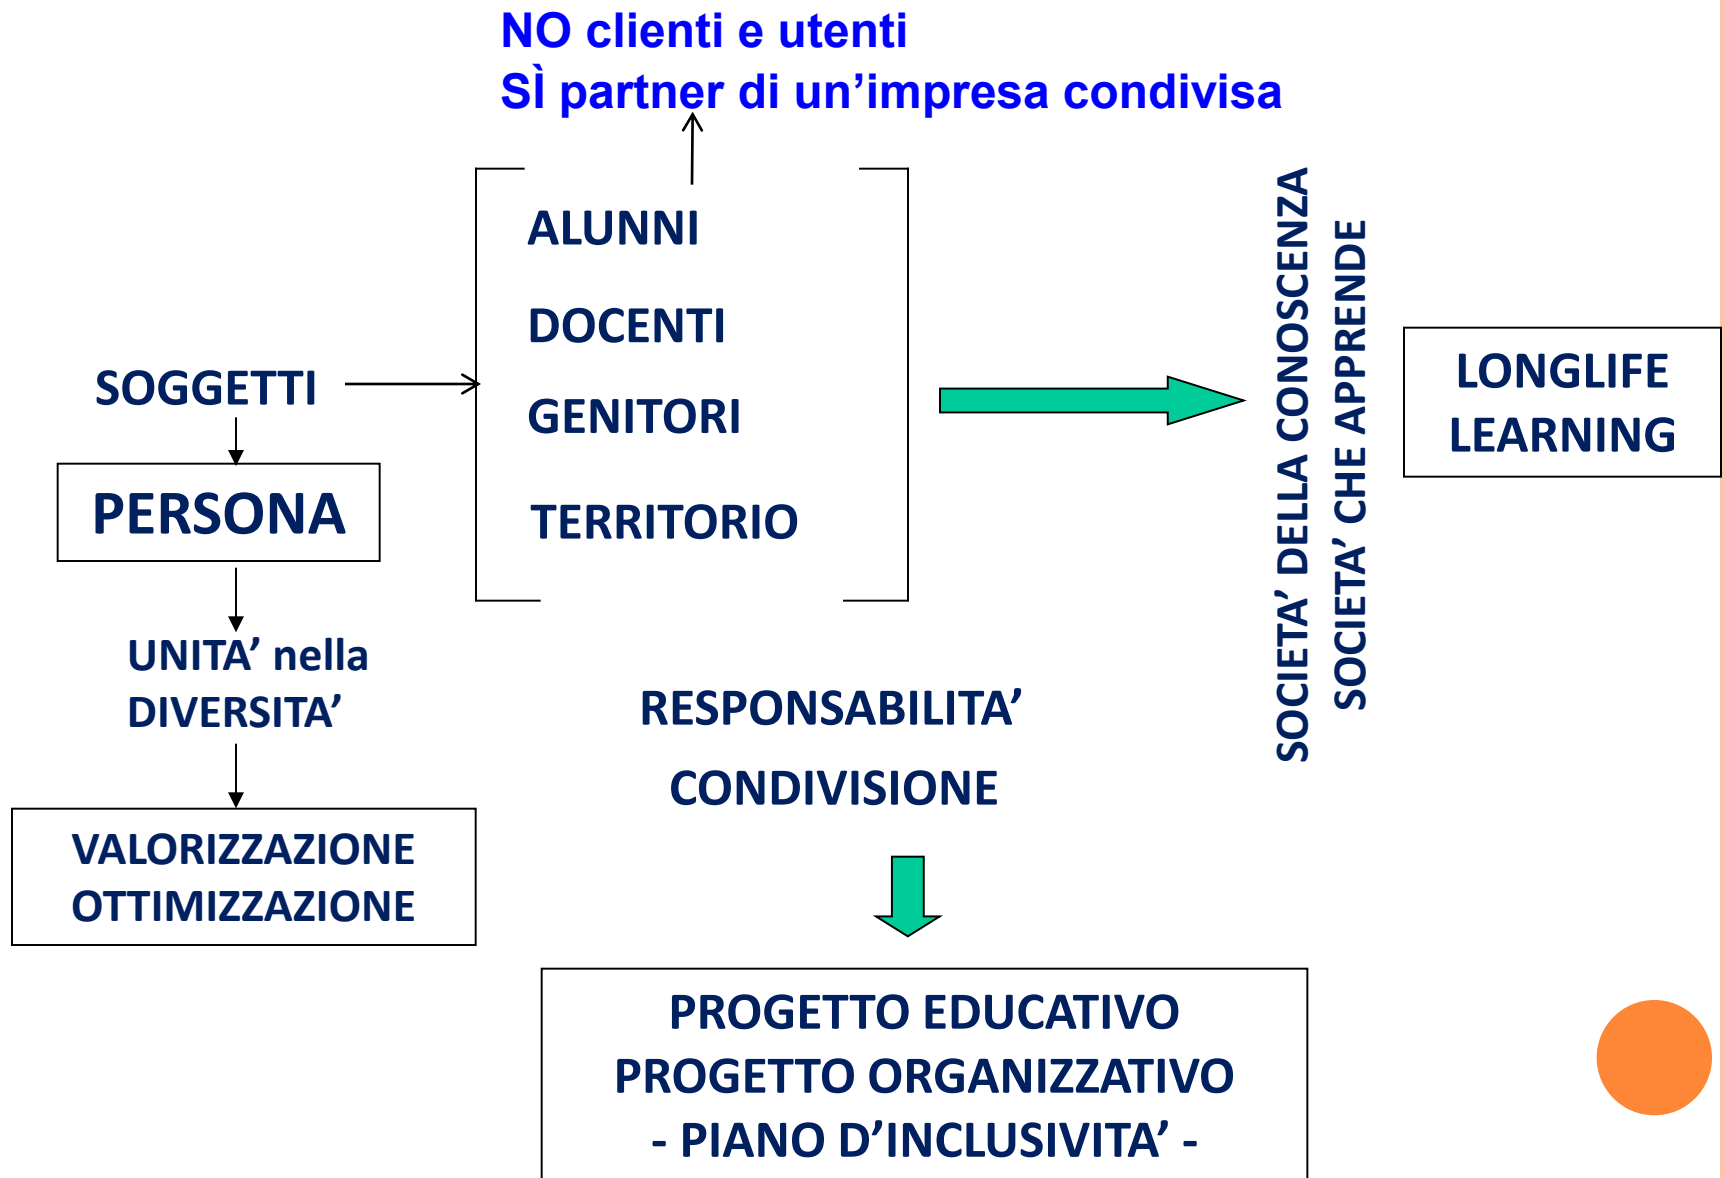 NO clienti e utenti
SÌ partner di un’impresa condivisa
ALUNNI
DOCENTI
GENITORI
TERRITORIO
SOGGETTI
PERSONA
UNITA’ nella
DIVERSITA’
VALORIZZAZIONE
OTTIMIZZAZIONE
RESPONSABILITA’
CONDIVISIONE
SOCIETA’ DELLA CONOSCENZA
SOCIETA’ CHE APPRENDE
LONGLIFE
LEARNING
PROGETTO EDUCATIVO
PROGETTO ORGANIZZATIVO
- PIANO D’INCLUSIVITA’ -